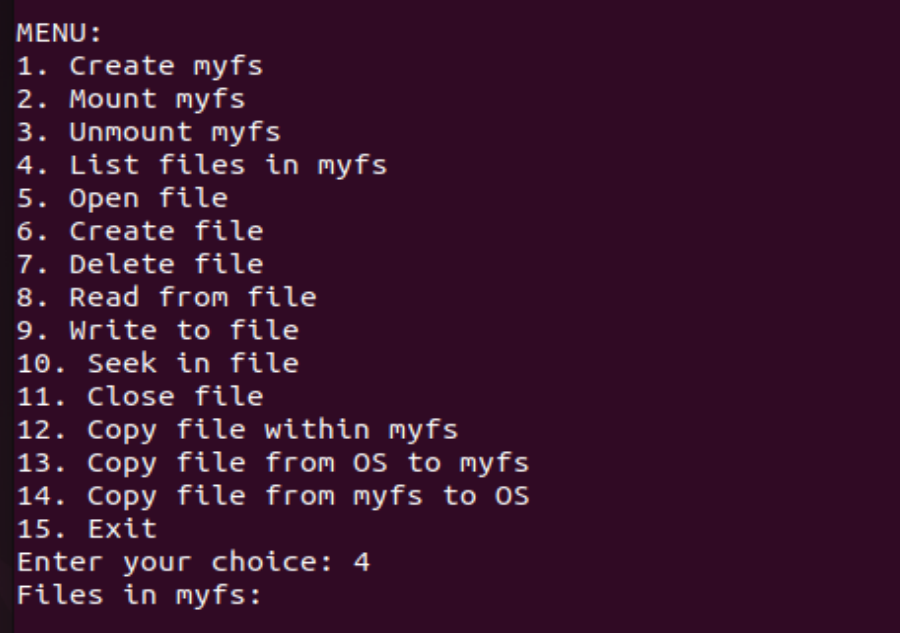 MENU:
1. Create myfs
2. Mount myfs
3. Unmount myfs
4. List files in myfs
5. Open file
6. Create file
7. Delete file
8. Read from file
9. Write to file
10. Seek in file
11. Close file
12. Copy file within myfs
13. Copy file from OS to myfs
14. Copy file from myfs to OS
15. Exit
Enter your choice: 4
Files in myfs: